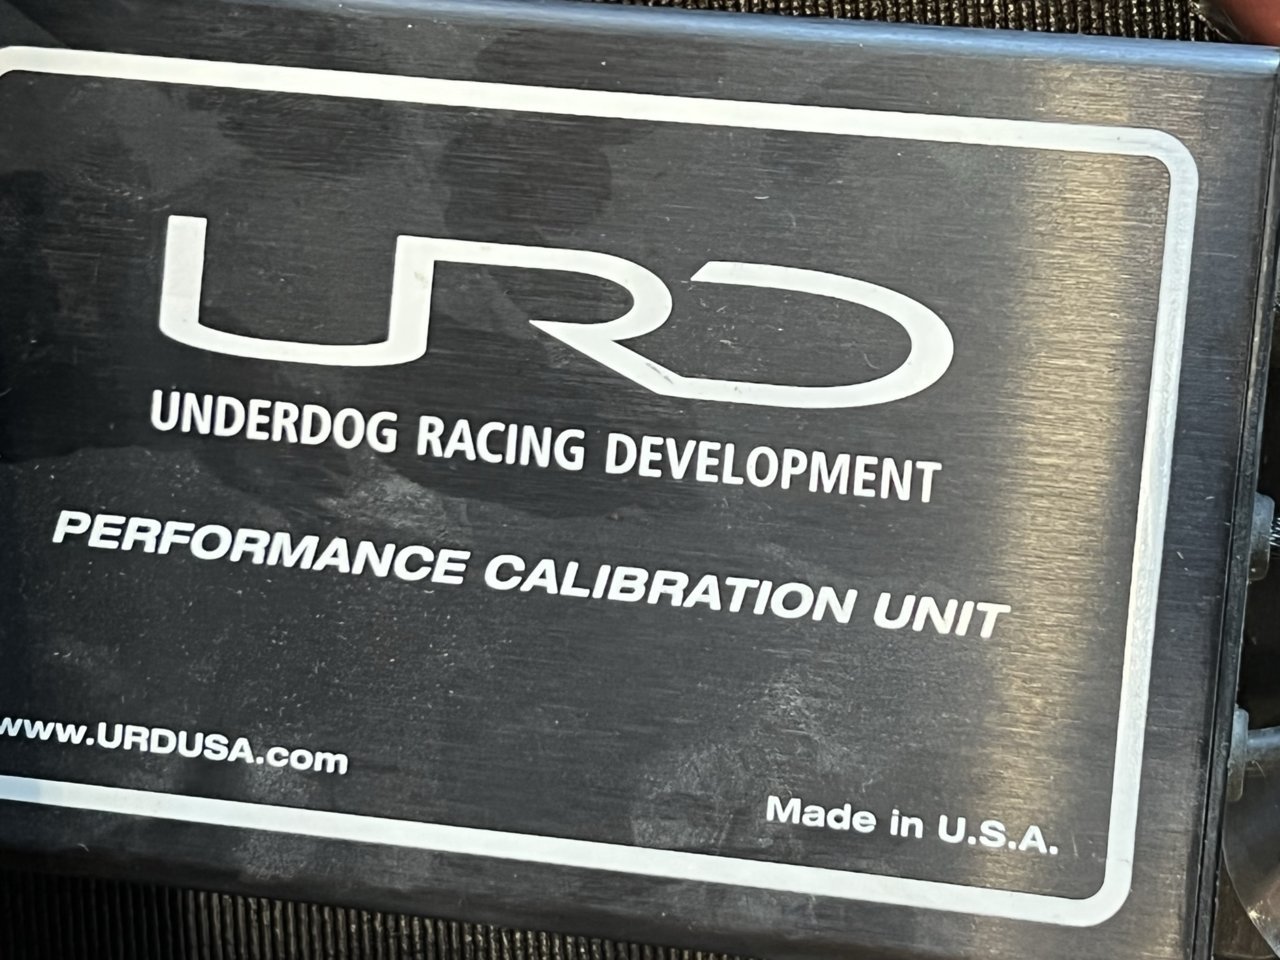 URD
UNDERDOG RACING DEVELOPMENT
PERFORMANCE CALIBRATION UNIT
www.URDUSA.com
Made in U.S.A.